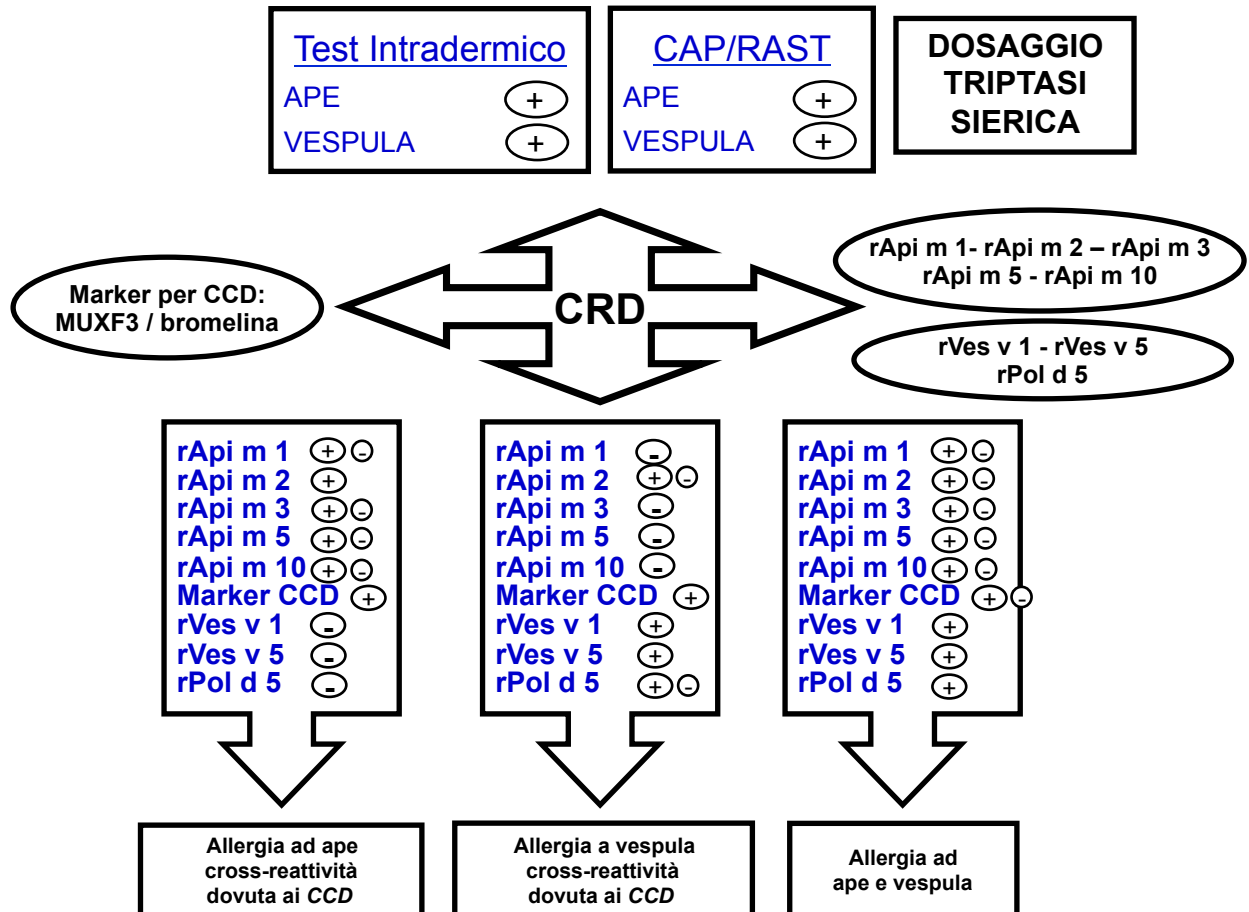 Test Intradermico
APE +
VESPULA +
CAP/RAST
APE +
VESPULA +
DOSAGGIO
TRIPTASI
SIERICA
Marker per CCD:
MUXF3 / bromelina
CRD
rApi m 1- rApi m 2 – rApi m 3
rApi m 5 - rApi m 10
rVes v 1 - rVes v 5
rPol d 5
rApi m 1 + -
rApi m 2 +
rApi m 3 + -
rApi m 5 + -
rApi m 10 + -
Marker CCD +
rVes v 1 -
rVes v 5 -
rPol d 5 -
rApi m 1 -
rApi m 2 + -
rApi m 3 -
rApi m 5 -
rApi m 10 -
Marker CCD +
rVes v 1 +
rVes v 5 +
rPol d 5 + -
rApi m 1 + -
rApi m 2 + -
rApi m 3 + -
rApi m 5 + -
rApi m 10 + -
Marker CCD + -
rVes v 1 +
rVes v 5 +
rPol d 5 +
Allergia ad ape
cross-reattività
dovuta ai CCD
Allergia a vespula
cross-reattività
dovuta ai CCD
Allergia ad
ape e vespula